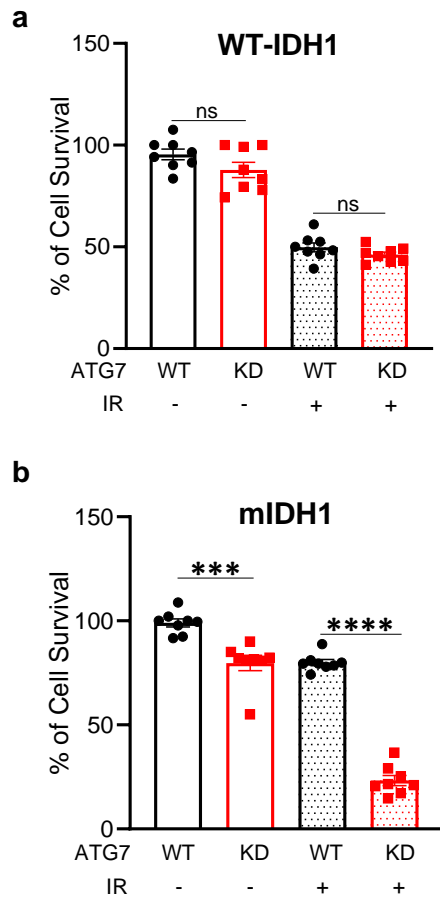 a
WT-IDH1
% of Cell Survival
150
100
50
0
ns
ns
ATG7 WT KD WT KD
IR - - + +
b
mIDH1
% of Cell Survival
150
100
50
0
***
****
ATG7 WT KD WT KD
IR - - + +